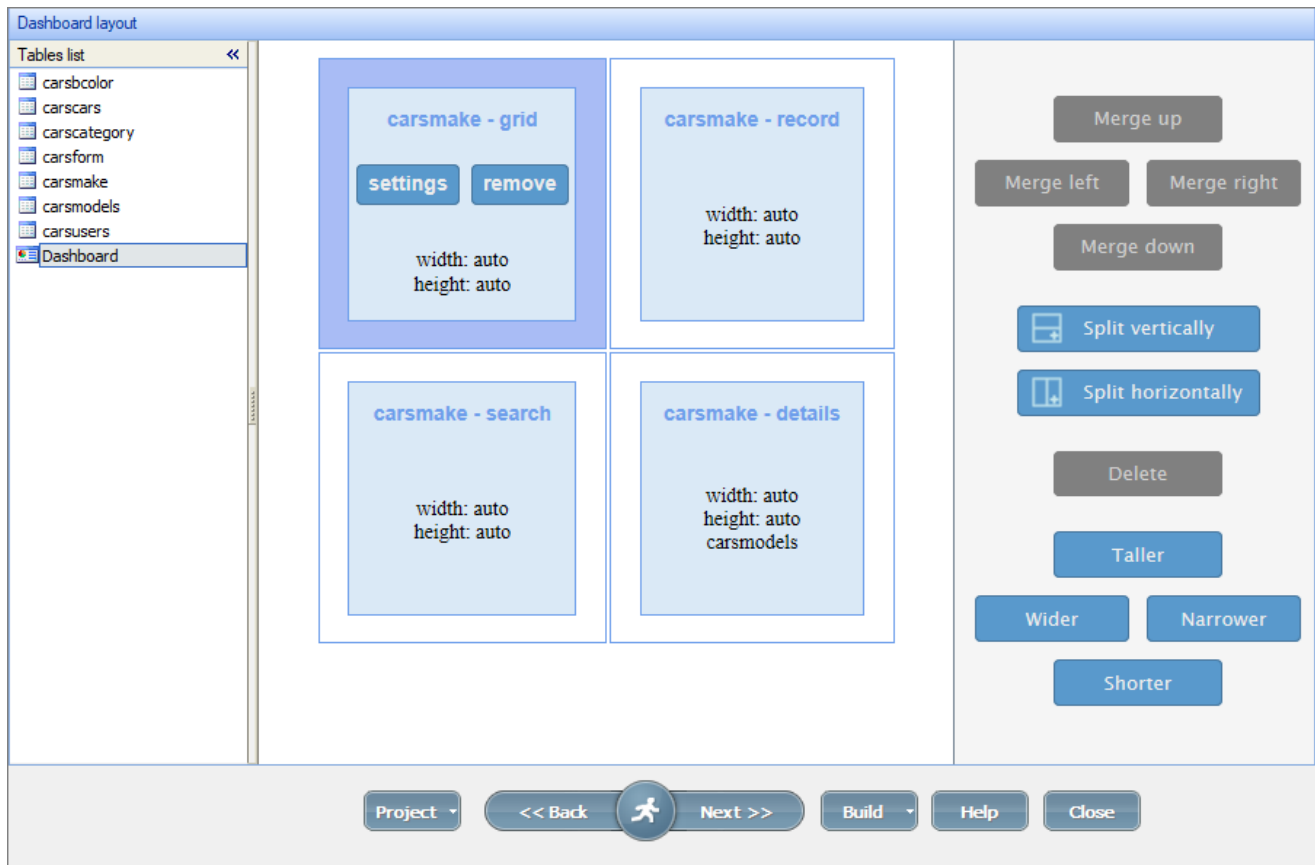 Dashboard layout
Tables list
carsbcolor
carscars
carscategory
carsform
carsmake
carsmodels
carsusers
Dashboard
carsmake - grid
settings remove
width: auto
height: auto
carsmake - record
width: auto
height: auto
carsmake - search
width: auto
height: auto
carsmake - details
width: auto
height: auto
carsmodels
Merge up
Merge left Merge right
Merge down
Split vertically
Split horizontally
Delete
Taller
Wider Narrower
Shorter
Project << Back Next >> Build Help Close